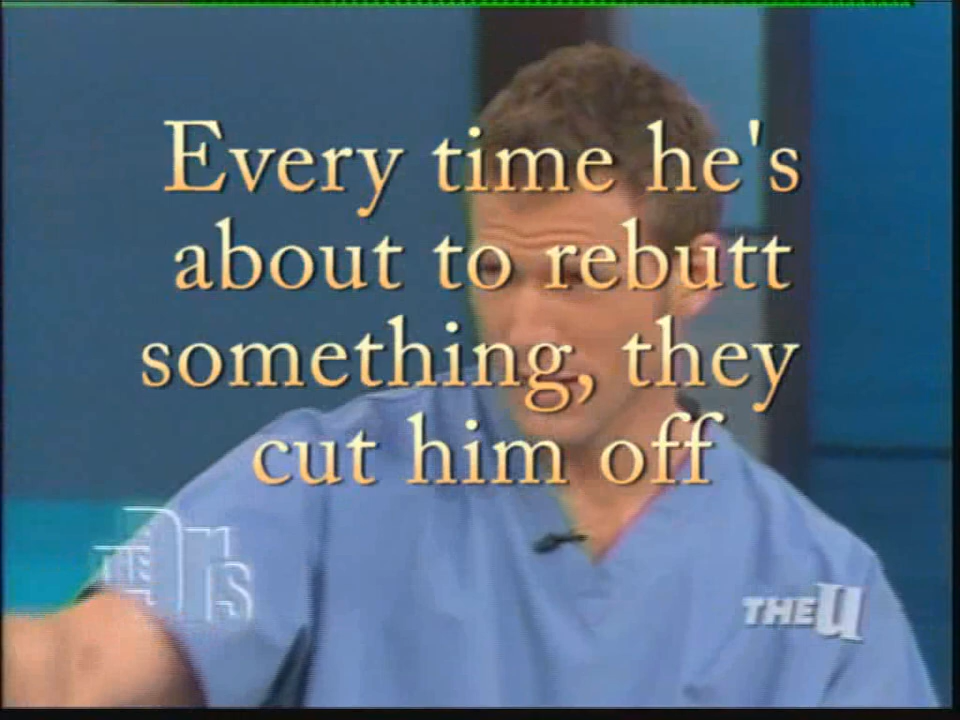 Every time he's
about to rebutt
something, they
cut him off
THE Drs
THE U